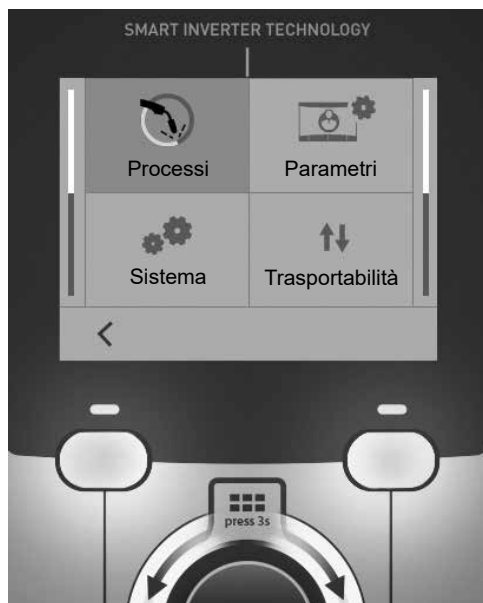 SMART INVERTER TECHNOLOGY
Processi
Parametri
Sistema
Trasportabilità
press 3s